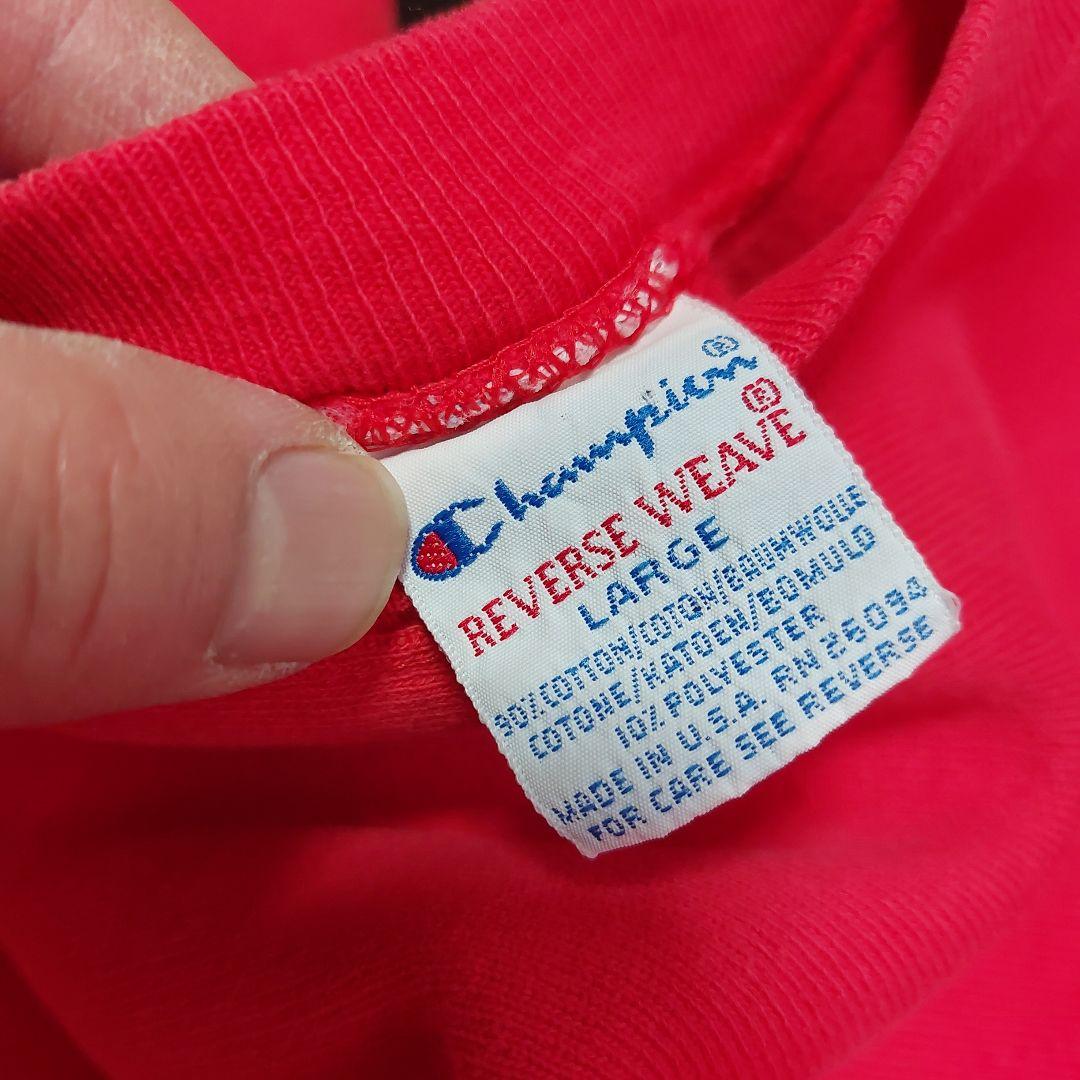 Champion®
REVERSE WEAVE®
LARGE
90% COTTON/COTON/BAUMWOLLE
COTONE/KATOEN/BOMULD
10% POLYESTER
MADE IN U.S.A. RN 26094
FOR CARE SEE REVERSE